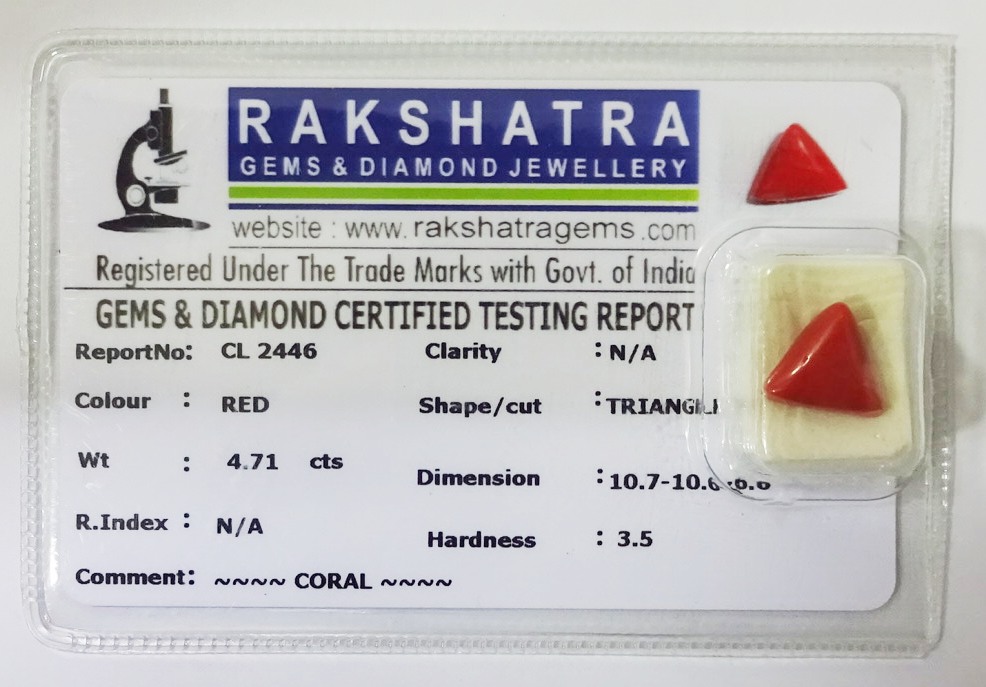 RAKSHATRA
GEMS & DIAMOND JEWELLERY
website : www.rakshatragems.com
Registered Under The Trade Marks with Govt. of India
GEMS & DIAMOND CERTIFIED TESTING REPORT
ReportNo: CL 2446 Clarity : N/A
Colour : RED Shape/cut :
Wt : 4.71 cts Dimension :
R.Index : N/A Hardness : 3.5
Comment: ~~~~ CORAL ~~~~